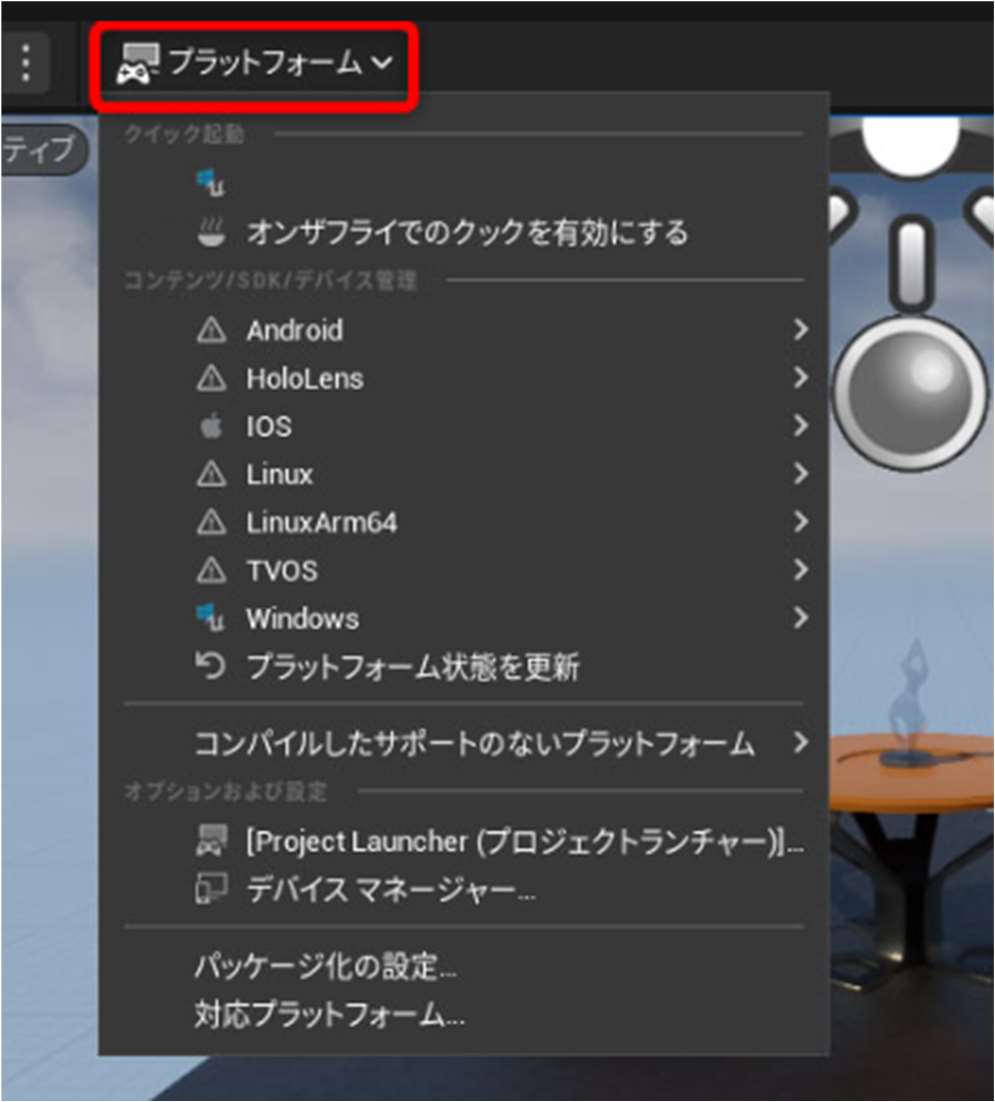 プラットフォーム
ティブ
クイック起動
オンザフライでのクックを有効にする
コンテンツ/SDK/デバイス管理
Android
HoloLens
IOS
Linux
LinuxArm64
TVOS
Windows
プラットフォーム状態を更新
コンパイルしたサポートのないプラットフォーム
オプションおよび設定
[Project Launcher (プロジェクトランチャー)]...
デバイス マネージャー...
パッケージ化の設定...
対応プラットフォーム...